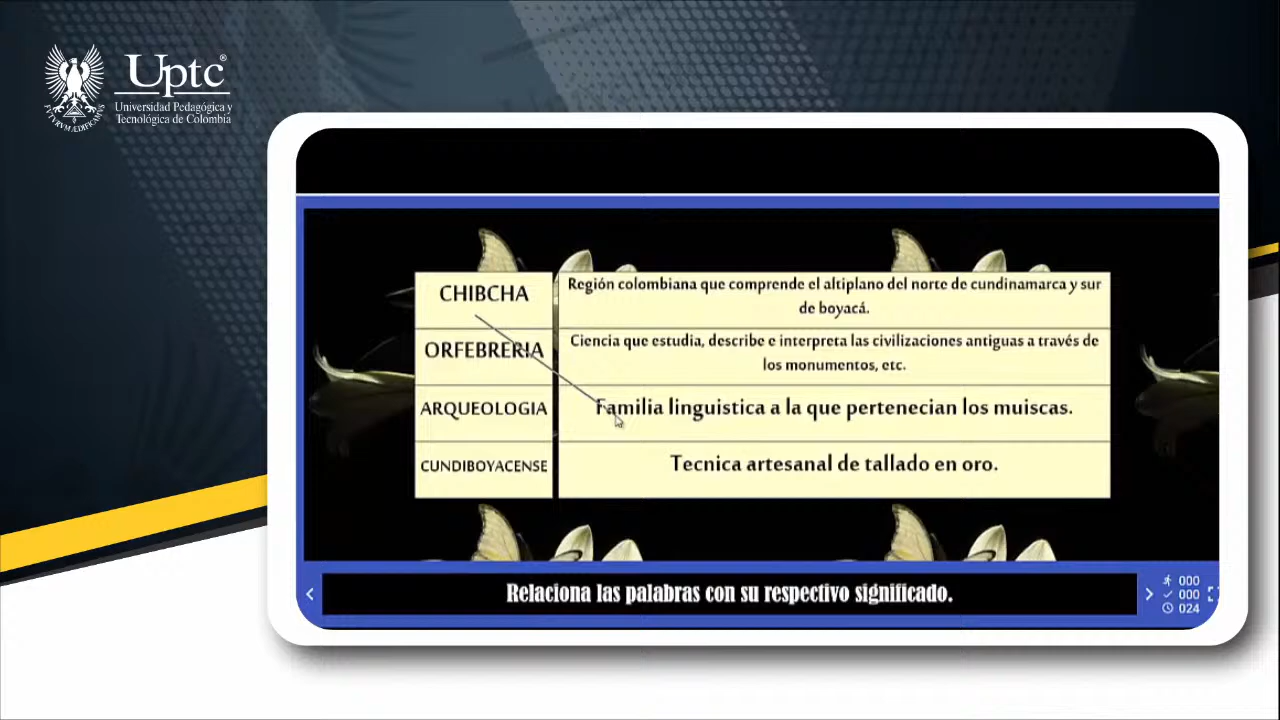 Uptc®
Universidad Pedagógica y
Tecnológica de Colombia
CHIBCHA
Región colombiana que comprende el altiplano del norte de cundinamarca y sur
de boyacá.
ORFEBRERIA
Ciencia que estudia, describe e interpreta las civilizaciones antiguas a través de
los monumentos, etc.
ARQUEOLOGIA
Familia linguistica a la que pertenecian los muiscas.
CUNDIBOYACENSE
Tecnica artesanal de tallado en oro.
Relaciona las palabras con su respectivo significado.
000
000
024